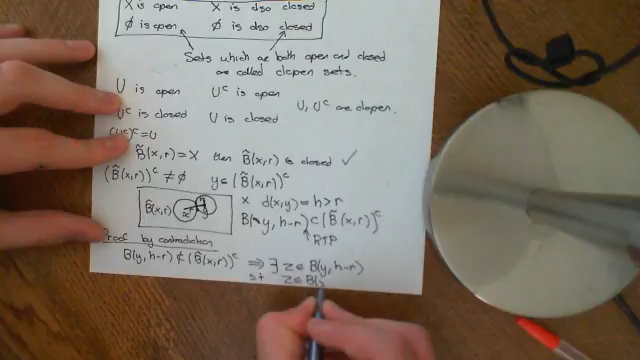 X is open X is also closed
∅ is open ∅ is also closed
Sets which are both open and closed
are called clopen sets.
U is open U^c is open
U^c is closed U is closed U, U^c are clopen.
(U^c)^c = U
B̂(x,r) = X then B̂(x,r) is closed ✓
(B̂(x,r))^c ≠ ∅ y ∈ (B̂(x,r))^c
B̂(x,r) x y x d(x,y) = h > r
B(y, h-r) ⊂ (B̂(x,r))^c
RTP
Proof by contradiction
B(y, h-r) ⊄ (B̂(x,r))^c ⇒ ∃ z ∈ B(y, h-r)
st z ∈ B(